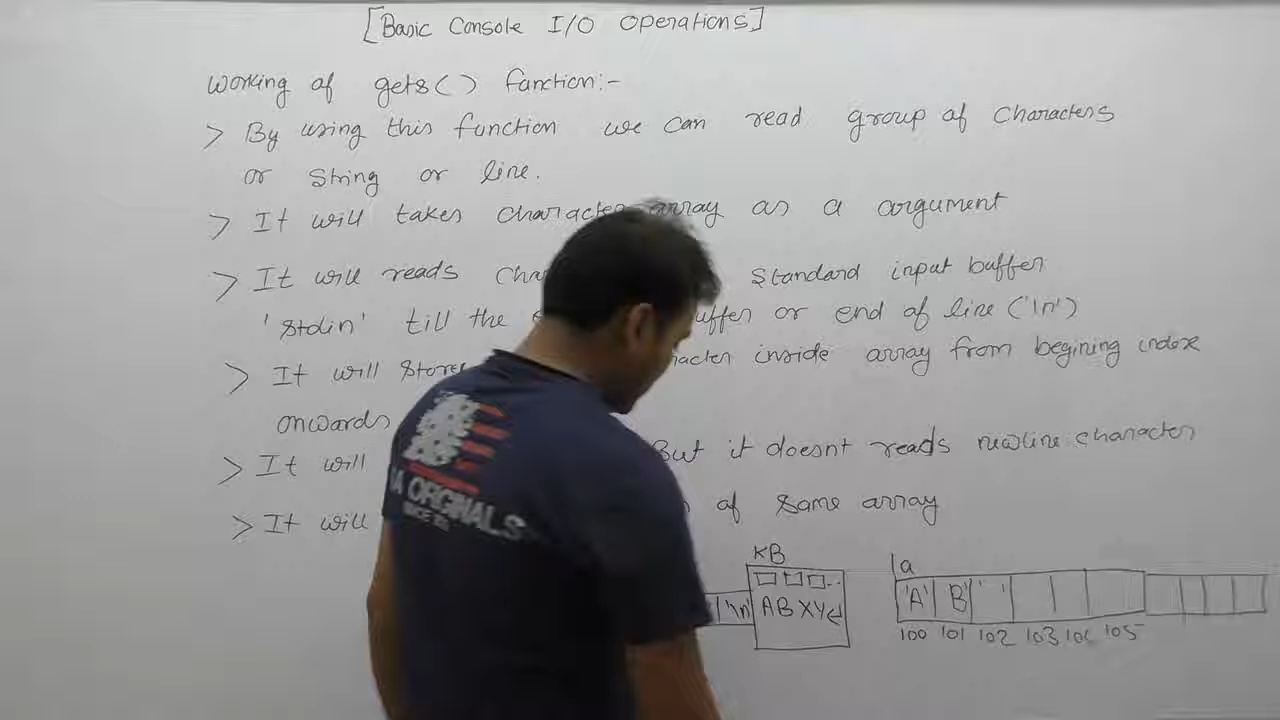 [Basic Console I/O Operations]
Working of gets() function:-
> By using this function we can read group of characters
or string or line.
> It will takes character array as a argument
> It will reads Standard input buffer
'stdin' till the or end of line ('\n')
> It will stores inside array from begining index
onwards
> It will But it doesnt reads newline character
> It will of same array
KB
a
'\n' AB XY↵
'A' B' ' '
100 101 102 103 104 105
ORGINALS
SINCE